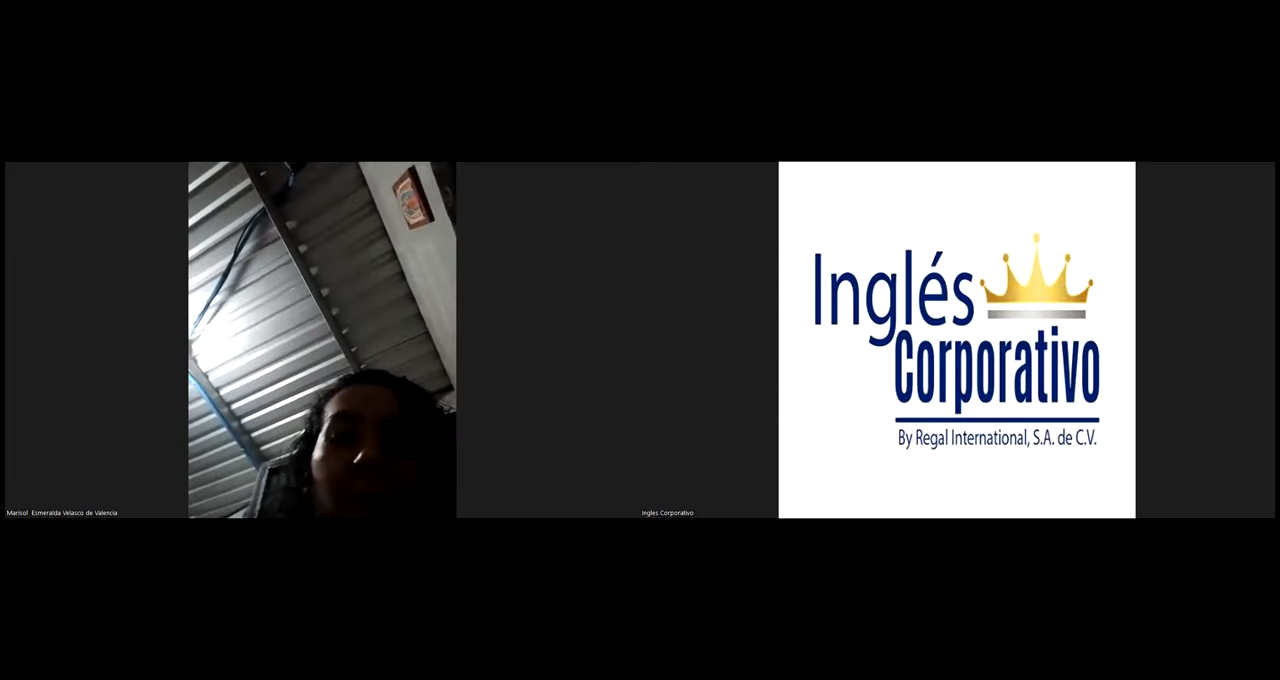 Inglés
Corporativo
By Regal International, S.A. de C.V.
Marisol Esmeralda Velasco de Valencia
Ingles Corporativo